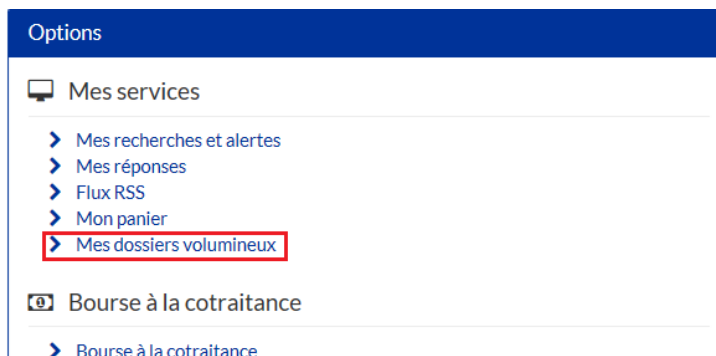 Options
Mes services
Mes recherches et alertes
Mes réponses
Flux RSS
Mon panier
Mes dossiers volumineux
Bourse à la cotraitance
Bourse à la cotraitance